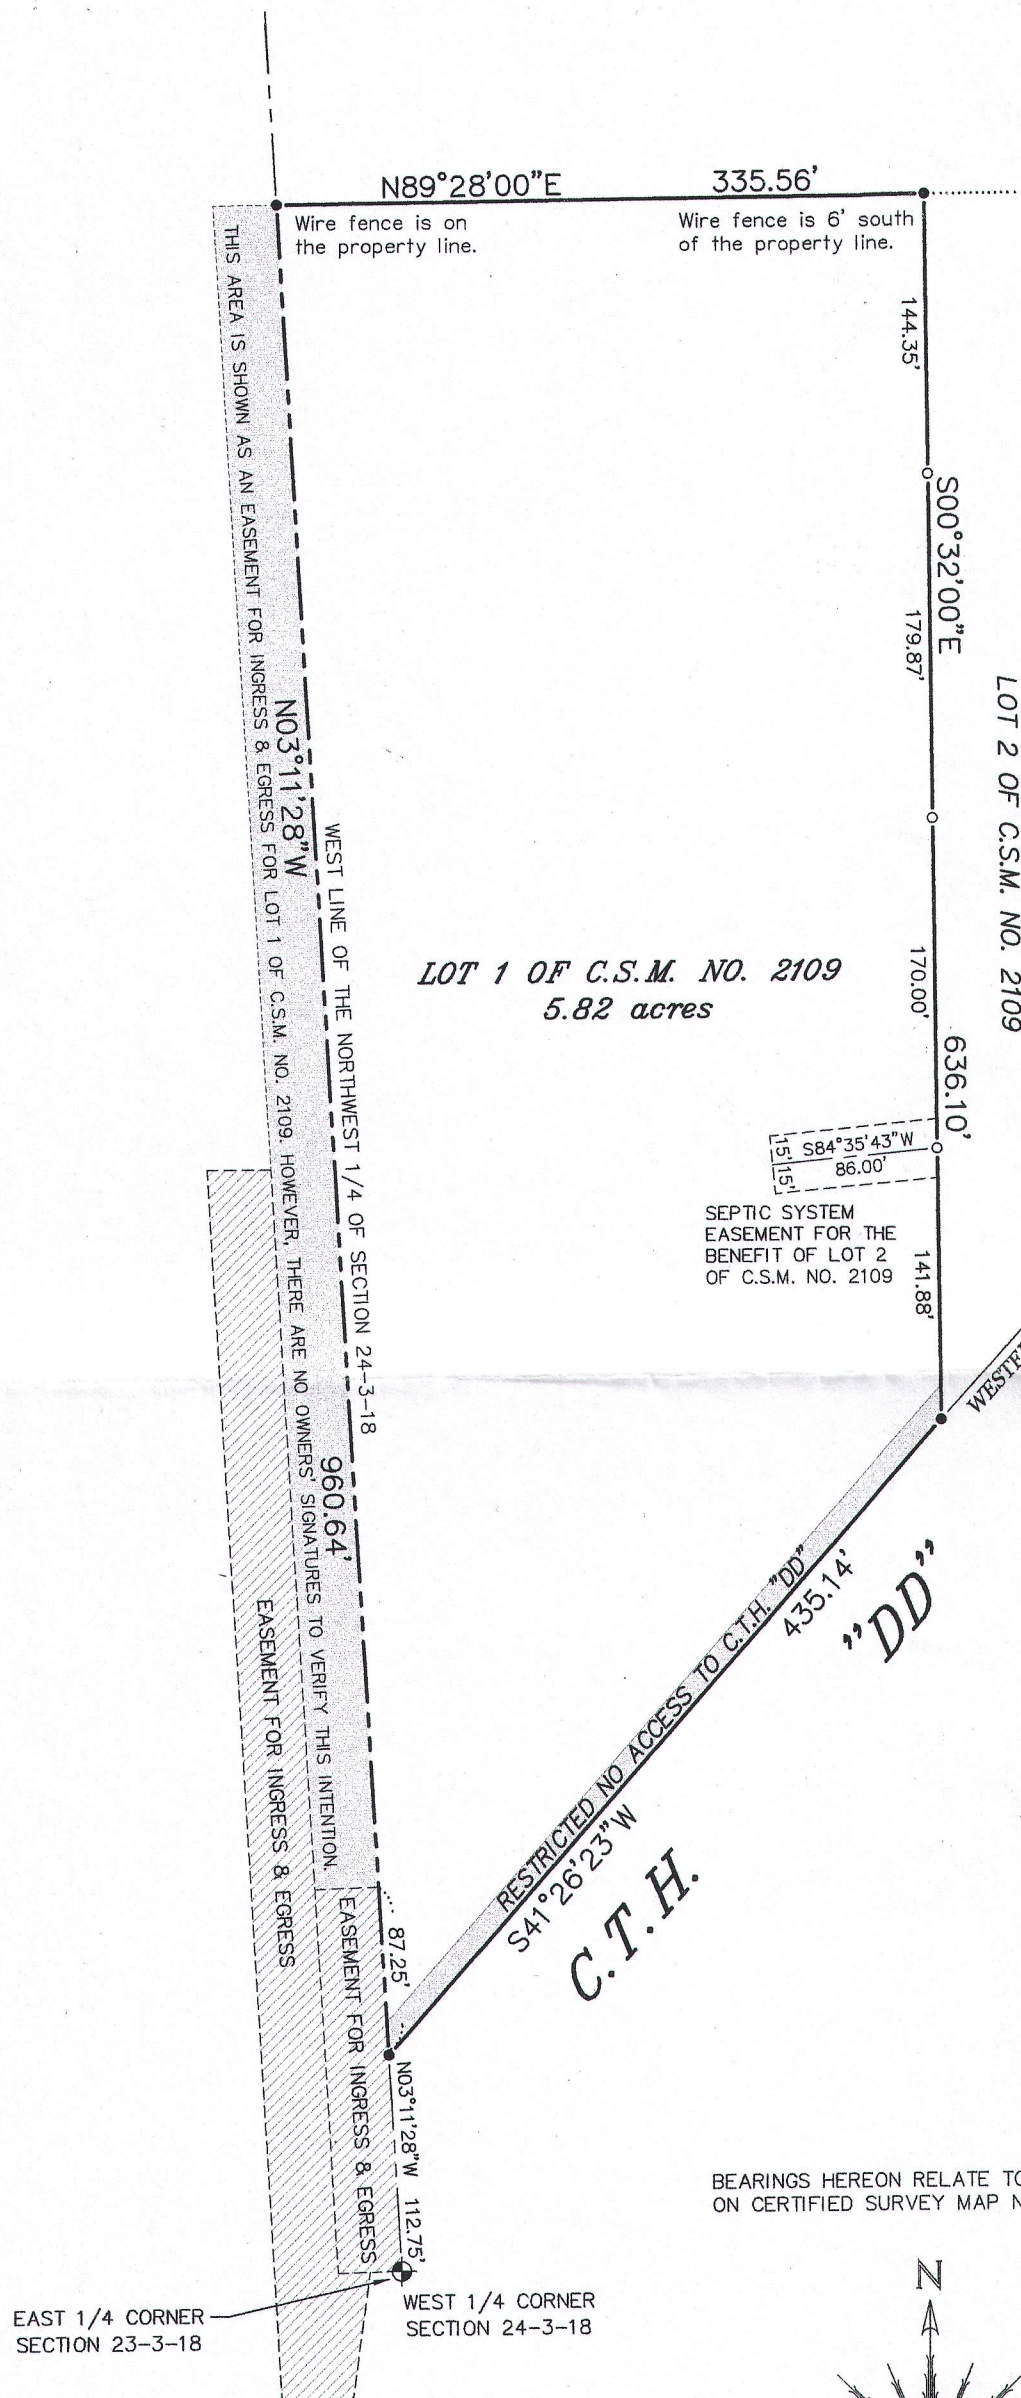 N89°28'00"E
335.56'
Wire fence is on
the property line.
Wire fence is 6' south
of the property line.
144.35'
S00°32'00"E
179.87'
LOT 2 OF C.S.M. NO. 2109
THIS AREA IS SHOWN AS AN EASEMENT FOR INGRESS & EGRESS FOR LOT 1 OF C.S.M. NO. 2109. HOWEVER, THERE ARE NO OWNERS' SIGNATURES TO VERIFY THIS INTENTION.
N03°11'28"W
WEST LINE OF THE NORTHWEST 1/4 OF SECTION 24-3-18
LOT 1 OF C.S.M. NO. 2109
5.82 acres
170.00'
636.10'
15'
15'
S84°35'43"W
86.00'
SEPTIC SYSTEM
EASEMENT FOR THE
BENEFIT OF LOT 2
OF C.S.M. NO. 2109
141.88'
960.64'
RESTRICTED NO ACCESS TO C.T.H. "DD"
435.14'
S41°26'23"W
C.T.H.
"DD"
EASEMENT FOR INGRESS & EGRESS
87.25'
EASEMENT FOR INGRESS & EGRESS
N03°11'28"W
112.75'
BEARINGS HEREON RELATE TO
ON CERTIFIED SURVEY MAP N
N
WEST 1/4 CORNER
SECTION 24-3-18
EAST 1/4 CORNER
SECTION 23-3-18